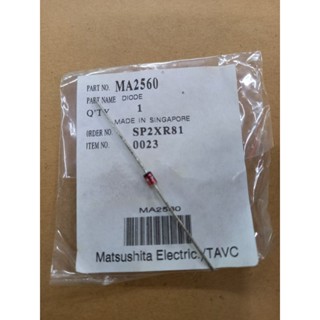 PART NO. MA2560
PART NAME DIODE
Q'TY 1
MADE IN SINGAPORE
ORDER NO SP2XR81
ITEM NO. 0023
MA2560
Matsushita Electric,/TAVC